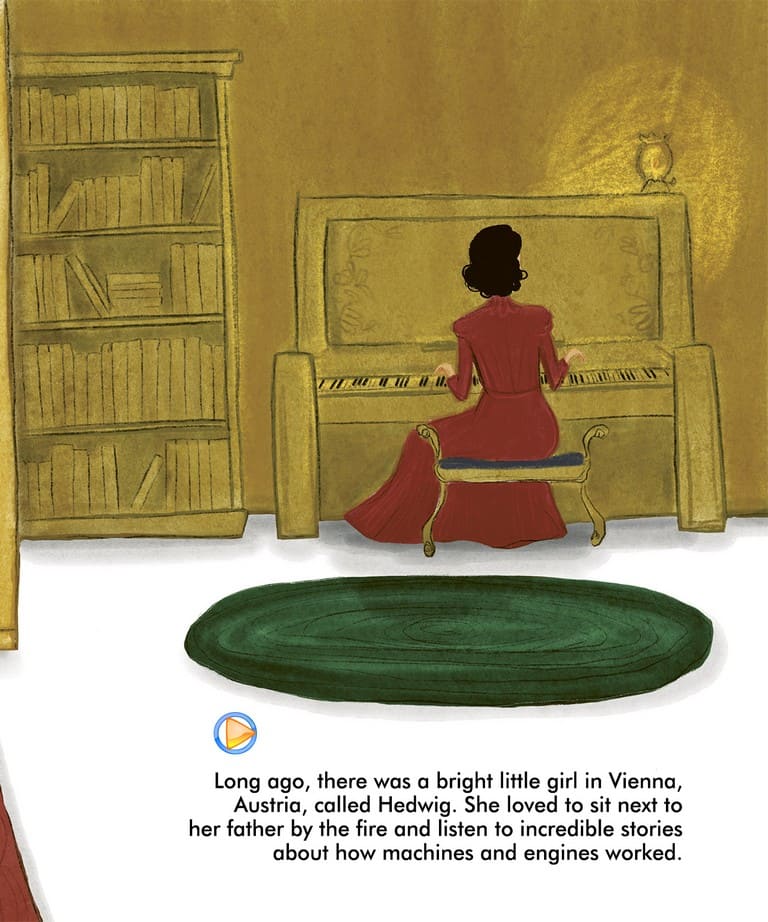 Long ago, there was a bright little girl in Vienna,
Austria, called Hedwig. She loved to sit next to
her father by the fire and listen to incredible stories
about how machines and engines worked.